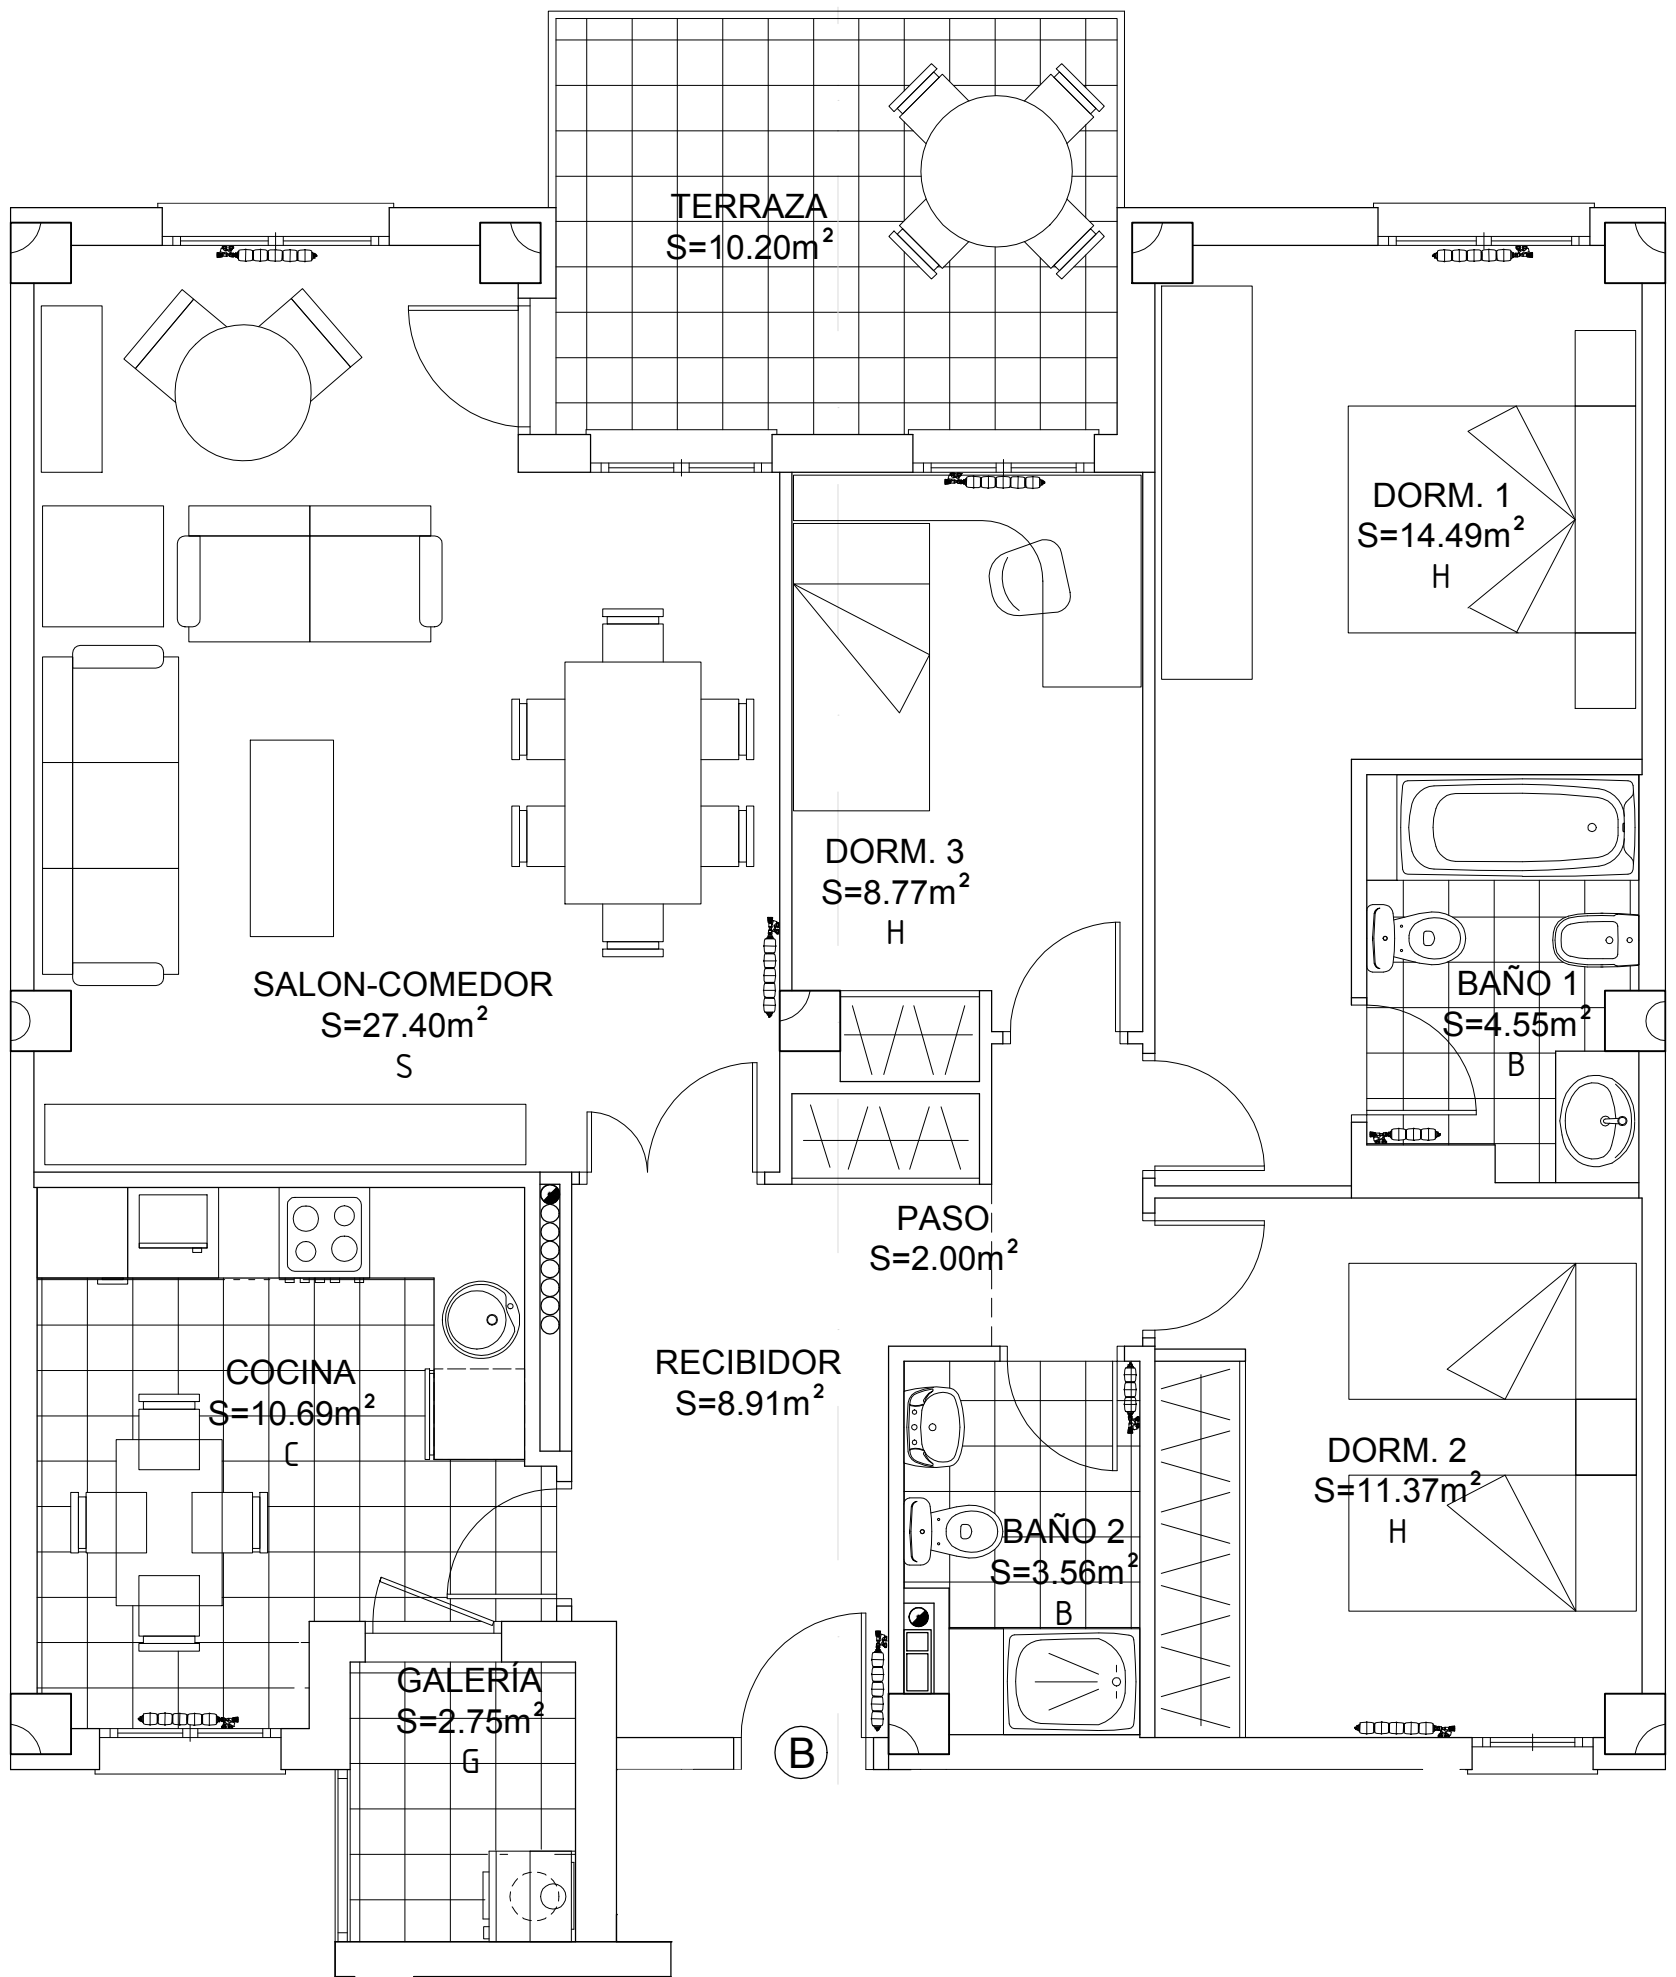 TERRAZA
S=10.20m²
DORM. 1
S=14.49m²
H
DORM. 3
S=8.77m²
H
SALON-COMEDOR
S=27.40m²
S
BAÑO 1
S=4.55m²
B
PASO
S=2.00m²
COCINA
S=10.69m²
C
RECIBIDOR
S=8.91m²
DORM. 2
S=11.37m²
H
BAÑO 2
S=3.56m²
B
GALERÍA
S=2.75m²
G
B